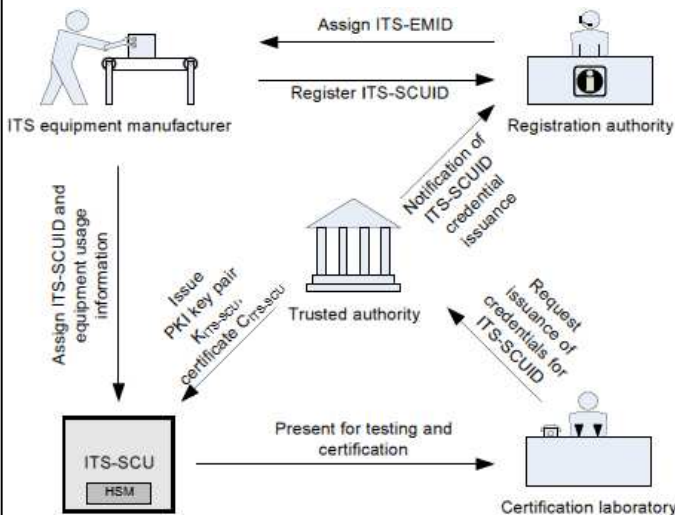 Assign ITS-EMID
Register ITS-SCUID
ITS equipment manufacturer
Registration authority
Notification of
ITS-SCUID
credential
issuance
Assign ITS-SCUID and
equipment usage
information
Issue
PKI key pair
KITS-SCU,
certificate CITS-SCU
Trusted authority
Request
issuance of
credentials for
ITS-SCUID
Present for testing and
certification
ITS-SCU
HSM
Certification laboratory